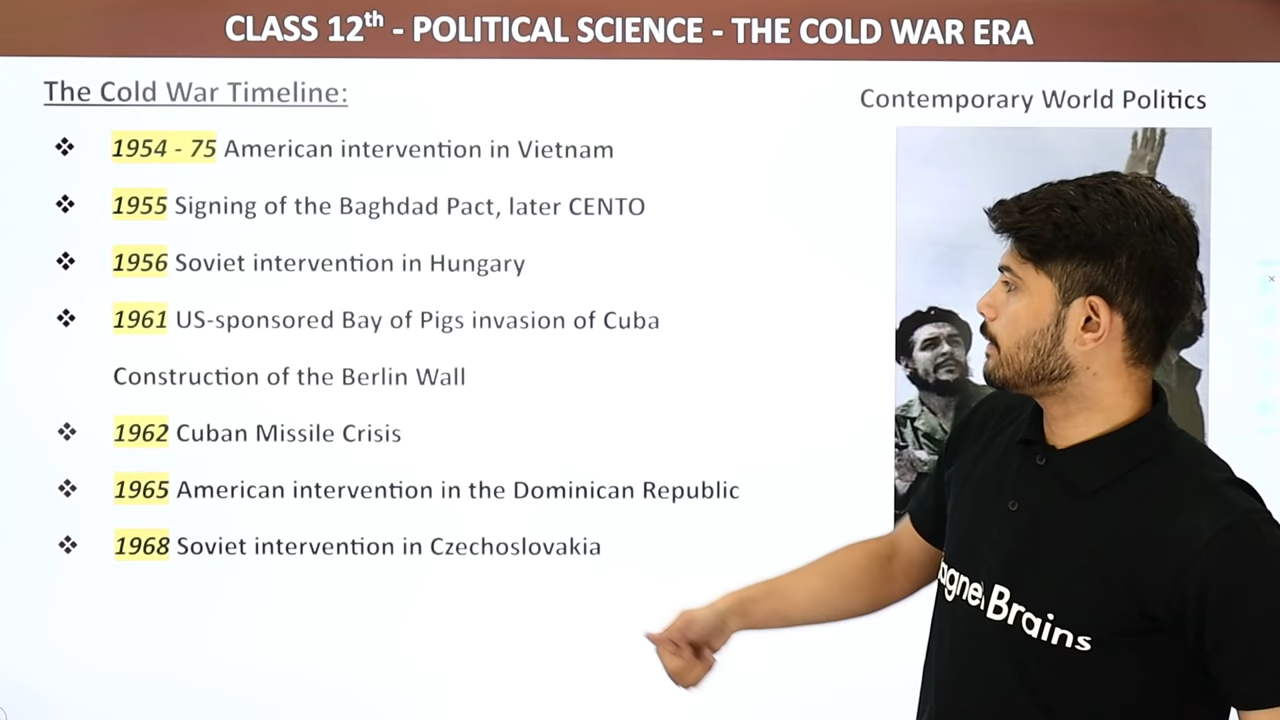 CLASS 12th - POLITICAL SCIENCE - THE COLD WAR ERA
The Cold War Timeline:
Contemporary World Politics
1954 - 75 American intervention in Vietnam
1955 Signing of the Baghdad Pact, later CENTO
1956 Soviet intervention in Hungary
1961 US-sponsored Bay of Pigs invasion of Cuba
Construction of the Berlin Wall
1962 Cuban Missile Crisis
1965 American intervention in the Dominican Republic
1968 Soviet intervention in Czechoslovakia
Brains